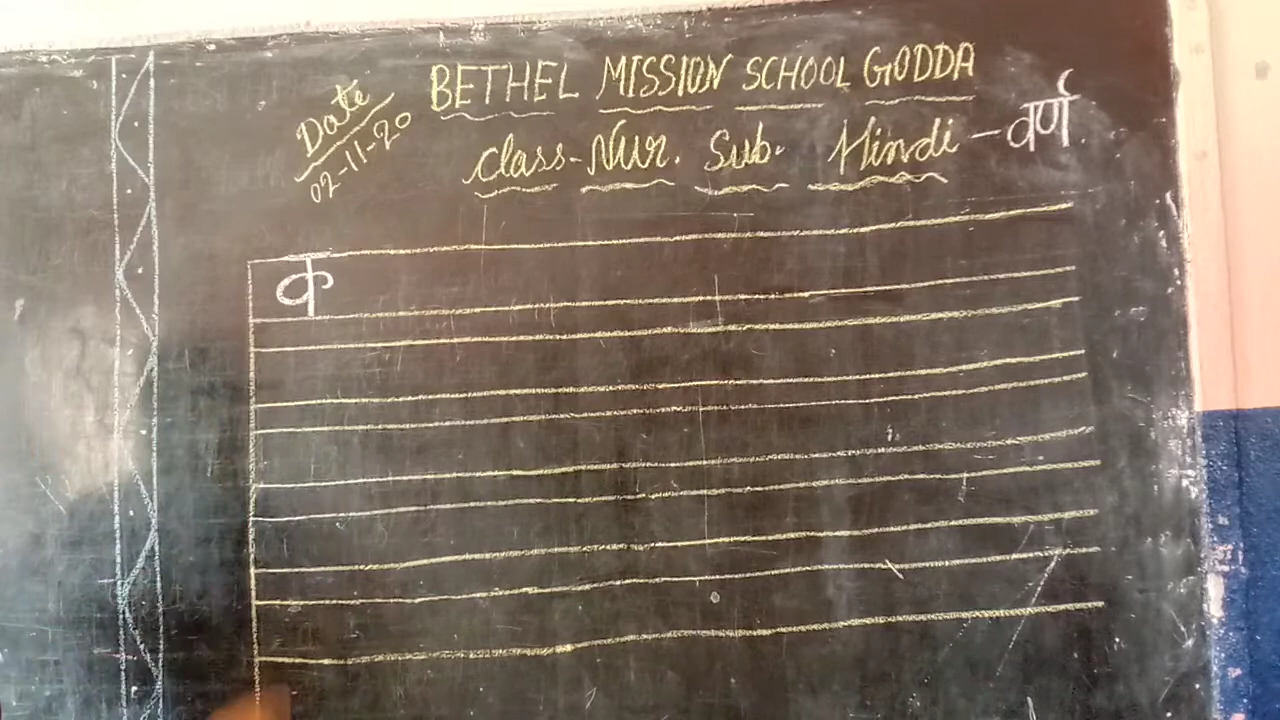 BETHEL MISSION SCHOOL GODDA
Date
02-11-20
Class-Nur. Sub. Hindi - वर्ण
क